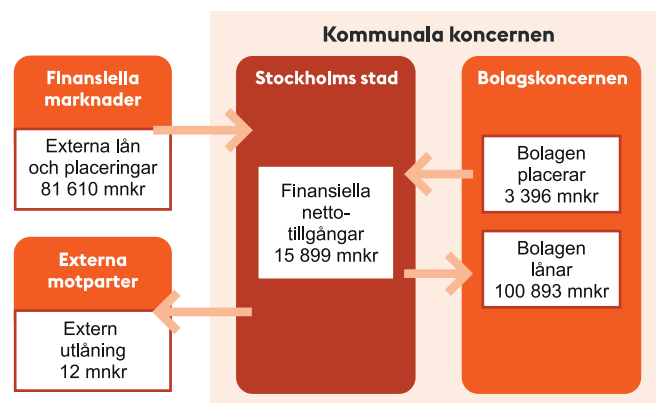 Kommunala koncernen
Finansiella
marknader
Externa lån
och placeringar
81 610 mnkr
Externa
motparter
Extern
utlåning
12 mnkr
Stockholms stad
Finansiella
netto-
tillgångar
15 899 mnkr
Bolagskoncernen
Bolagen
placerar
3 396 mnkr
Bolagen
lånar
100 893 mnkr